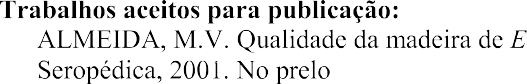 Trabalhos aceitos para publicação:
ALMEIDA, M.V. Qualidade da madeira de E
Seropédica, 2001. No prelo